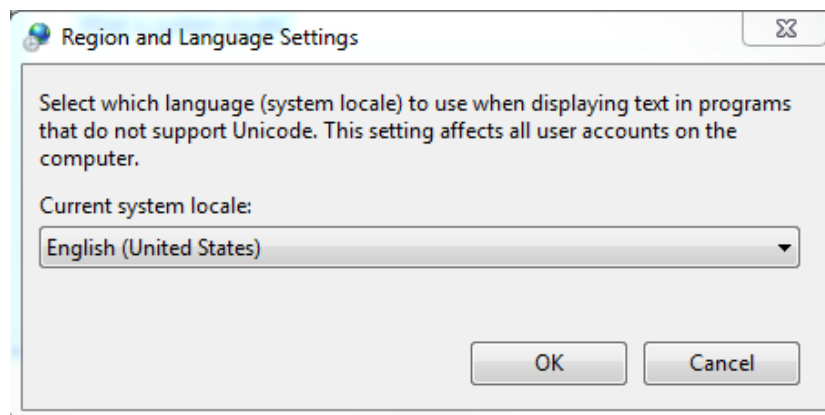 Region and Language Settings
Select which language (system locale) to use when displaying text in programs
that do not support Unicode. This setting affects all user accounts on the
computer.
Current system locale:
English (United States)
OK
Cancel